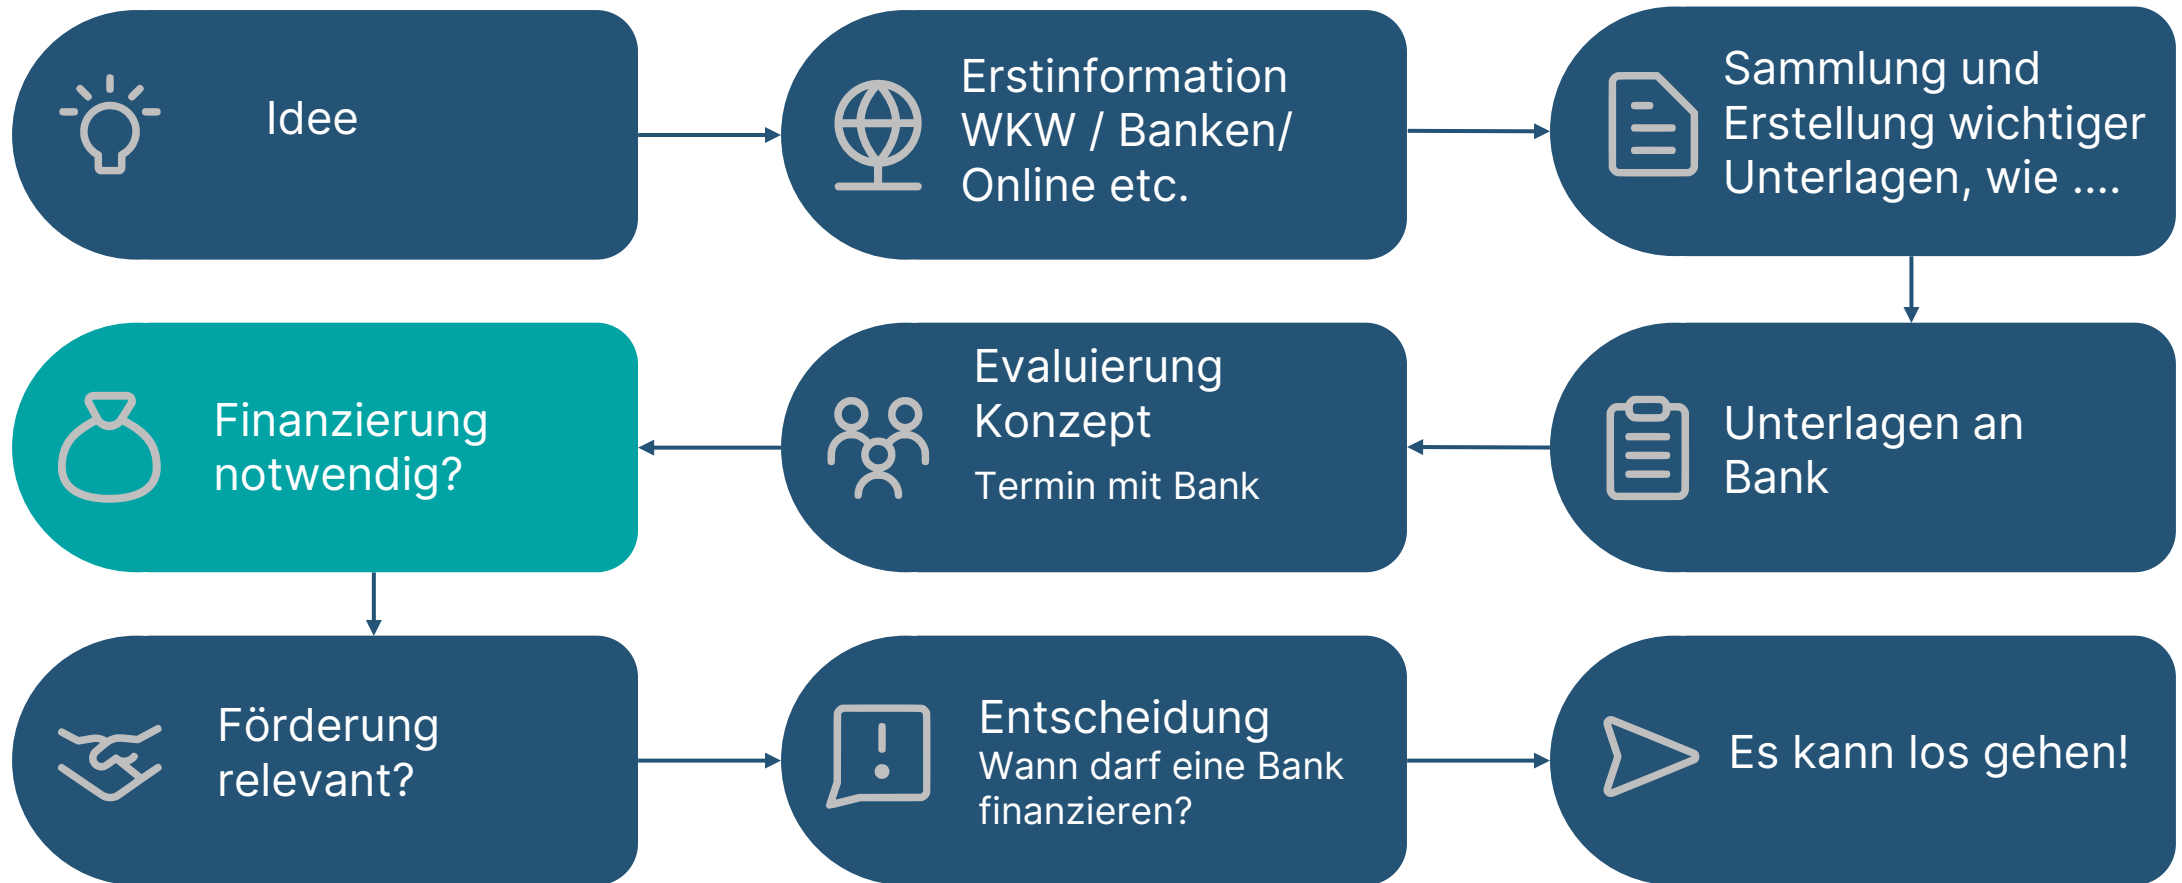 Idee
Erstinformation
WKW / Banken/
Online etc.
Sammlung und
Erstellung wichtiger
Unterlagen, wie ....
Unterlagen an
Bank
Evaluierung
Konzept
Termin mit Bank
Finanzierung
notwendig?
Förderung
relevant?
Entscheidung
Wann darf eine Bank
finanzieren?
Es kann los gehen!